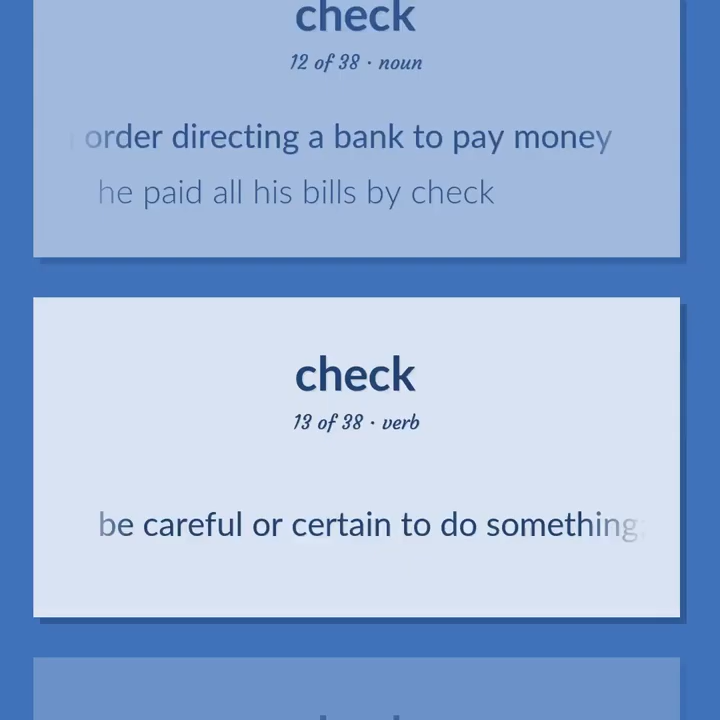 check
12 of 38 · noun
order directing a bank to pay money
he paid all his bills by check
check
13 of 38 · verb
be careful or certain to do something;